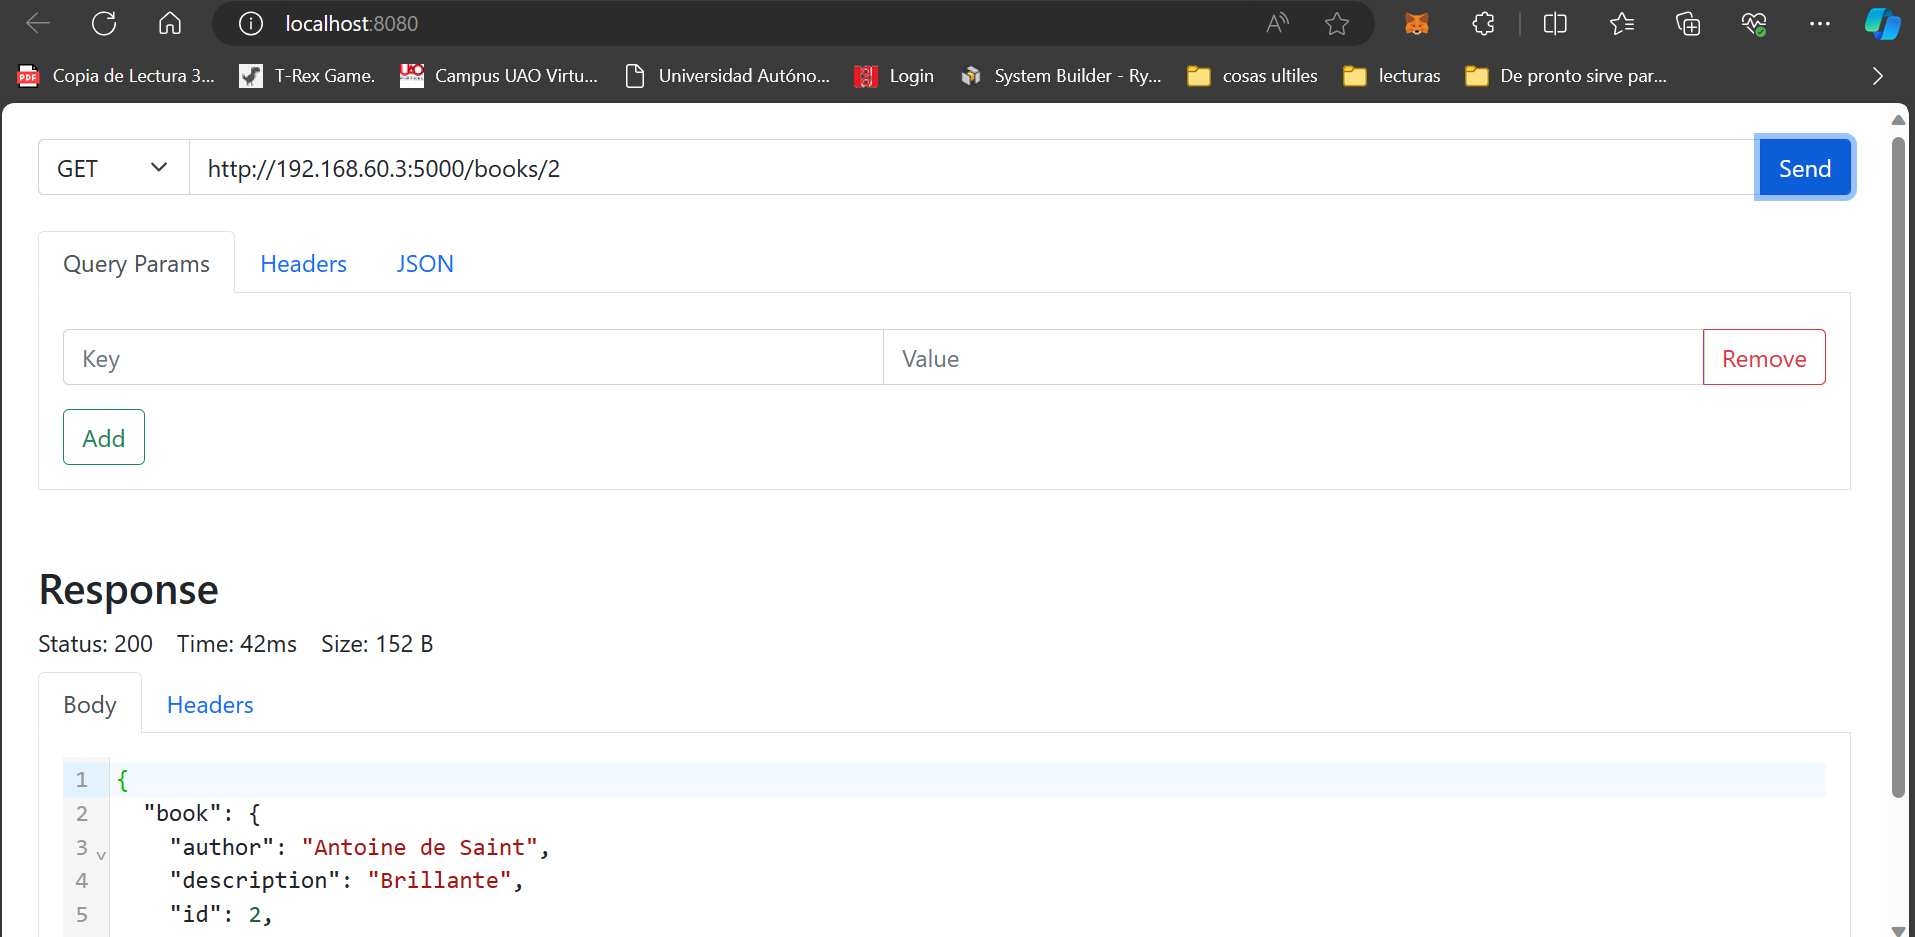 localhost:8080
Copia de Lectura 3... T-Rex Game. Campus UAO Virtu... Universidad Autóno... Login System Builder - Ry... cosas ultiles lecturas De pronto sirve par...
GET http://192.168.60.3:5000/books/2 Send
Query Params Headers JSON
Key Value Remove
Add
Response
Status: 200 Time: 42ms Size: 152 B
Body Headers
1 {
2 "book": {
3 "author": "Antoine de Saint",
4 "description": "Brillante",
5 "id": 2,